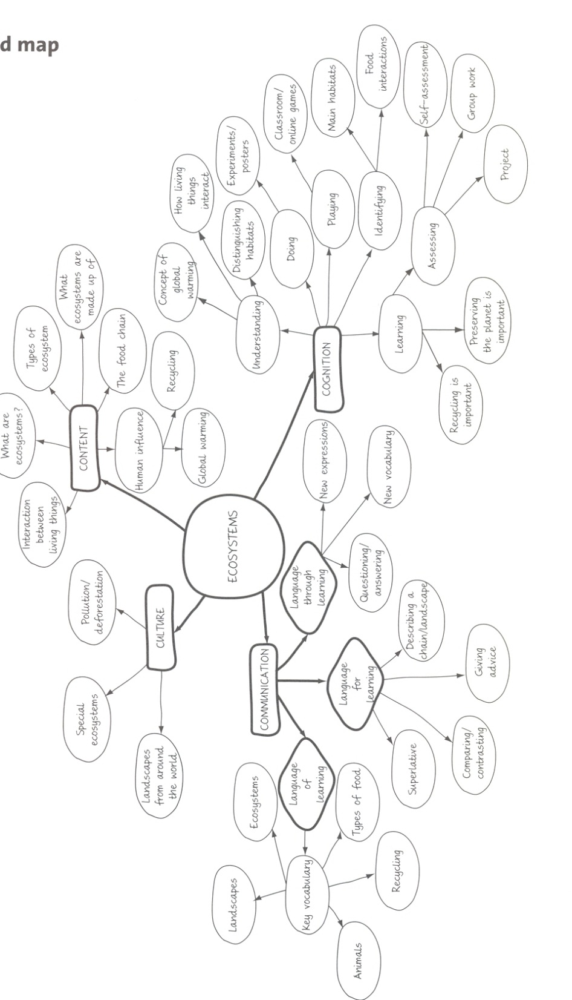 d map
ECOSYSTEMS
CONTENT
Interaction
between
living things
What are
ecosystems?
Types of
ecosystem
What
ecosystems are
made up of
The food chain
Human influence
Recycling
Global warming
COGNITION
Understanding
Concept of
global
warming
How living
things
interact
Distinguishing
habitats
Doing
Experiments/
posters
Playing
Classroom/
online games
Identifying
Main habitats
Food
interactions
Learning
Assessing
Self-assessment
Group work
Project
Preserving
the planet is
important
Recycling is
important
COMMUNICATION
Language
through
learning
New expressions
New vocabulary
Questioning/
answering
Language
for
learning
Describing a
chain/landscape
Giving
advice
Comparing/
contrasting
Superlative
Language
of
learning
Key vocabulary
Landscapes
Ecosystems
Types of food
Recycling
Animals
CULTURE
Pollution/
deforestation
Special
ecosystems
Landscapes
from around
the world